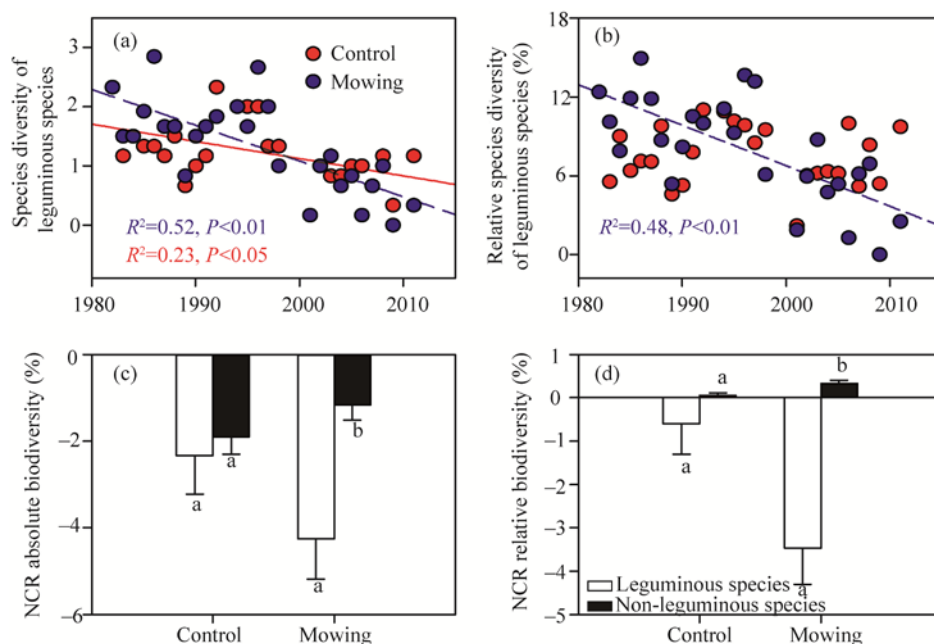 (a)
Control
Mowing
Species diversity of
leguminous species
3
2
1
0
R²=0.52, P<0.01
R²=0.23, P<0.05
1980 1990 2000 2010
(b)
Relative species diversity
of leguminous species (%)
18
12
6
0
R²=0.48, P<0.01
1980 1990 2000 2010
(c)
NCR absolute biodiversity (%)
0
−2
−4
−6
a
a
a
b
Control Mowing
(d)
NCR relative biodiversity (%)
1
0
−1
−2
−3
−4
−5
a
a
b
a
Leguminous species
Non-leguminous species
Control Mowing